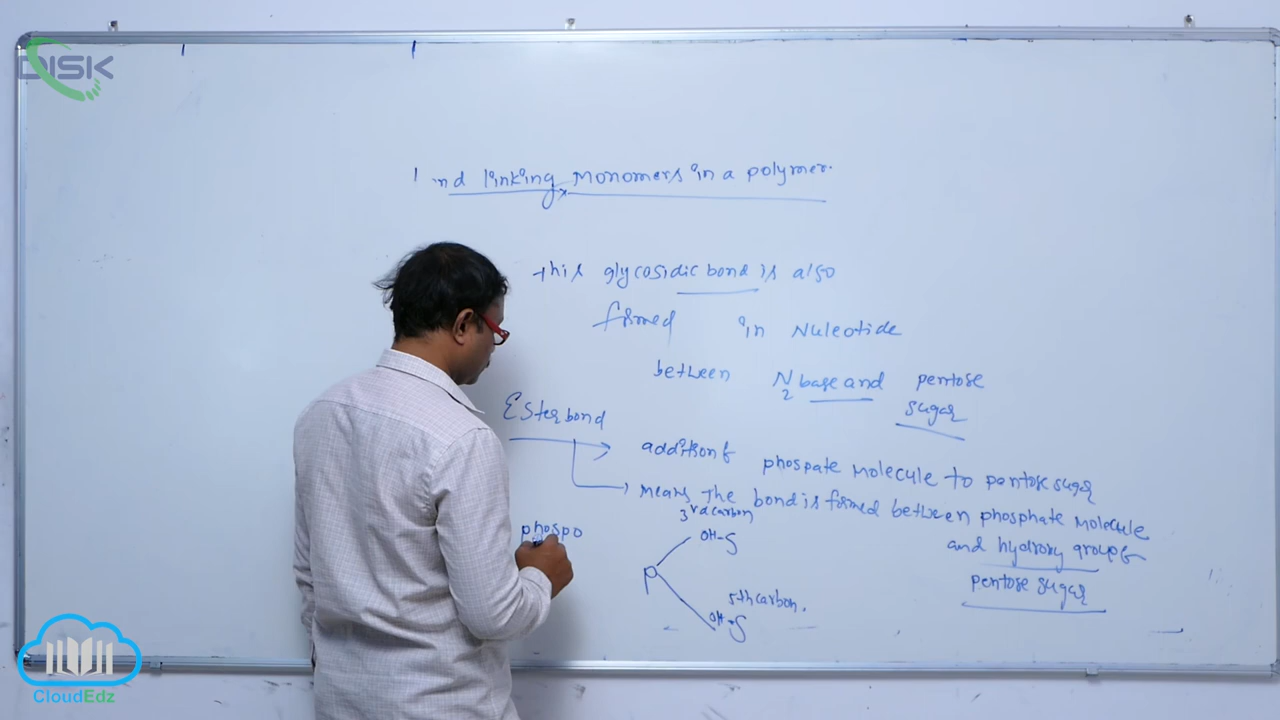 DISK
nd linking monomers in a polymer.
this glycosidic bond is also
formed in Nuleotide
between N2 base and pentose
sugar
Ester bond
addition of phospate molecule to pentose sugar
means the bond is formed between phosphate molecule
and hydroxy group of
pentose sugar
3rd carbon
OH-S
phospo
P
5th carbon.
OH-S
CloudEdz